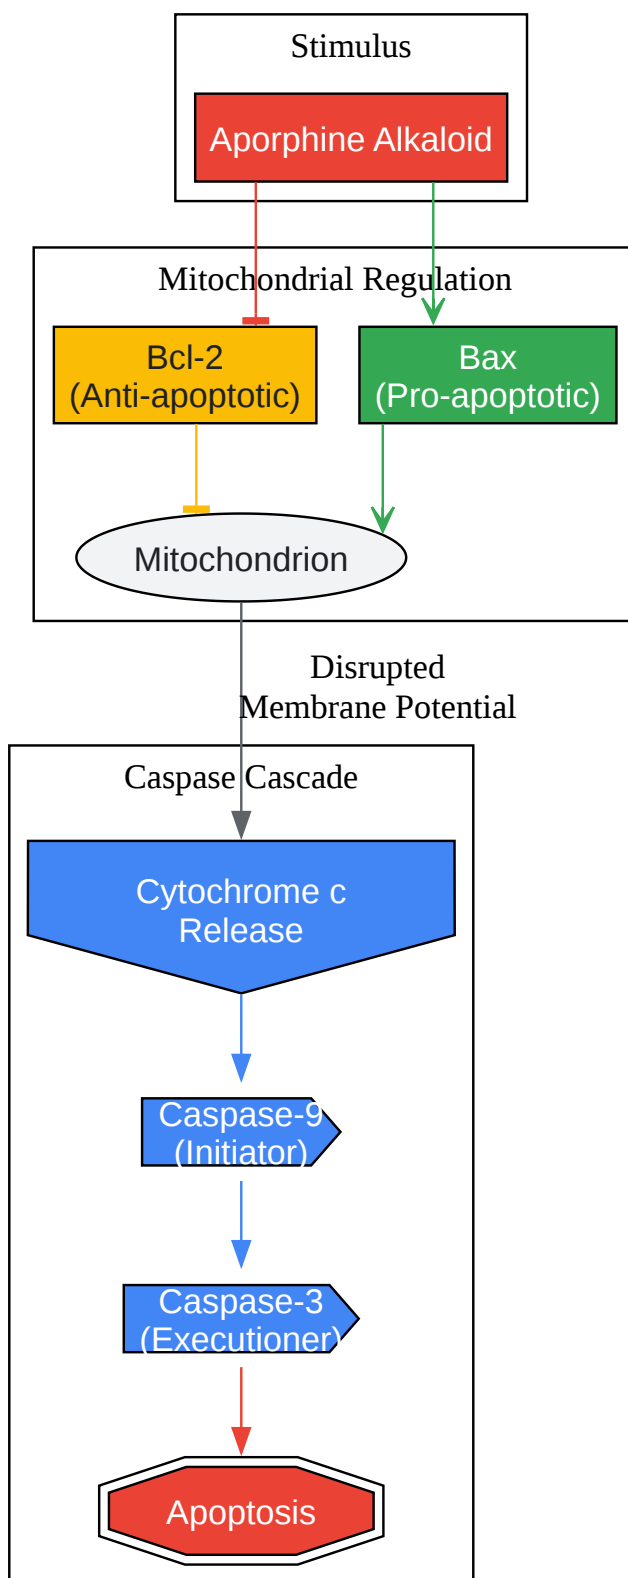 Stimulus
Aporphine Alkaloid
Mitochondrial Regulation
Bcl-2
(Anti-apoptotic)
Bax
(Pro-apoptotic)
Mitochondrion
Disrupted
Membrane Potential
Caspase Cascade
Cytochrome c
Release
Caspase-9
(Initiator)
Caspase-3
(Executioner)
Apoptosis